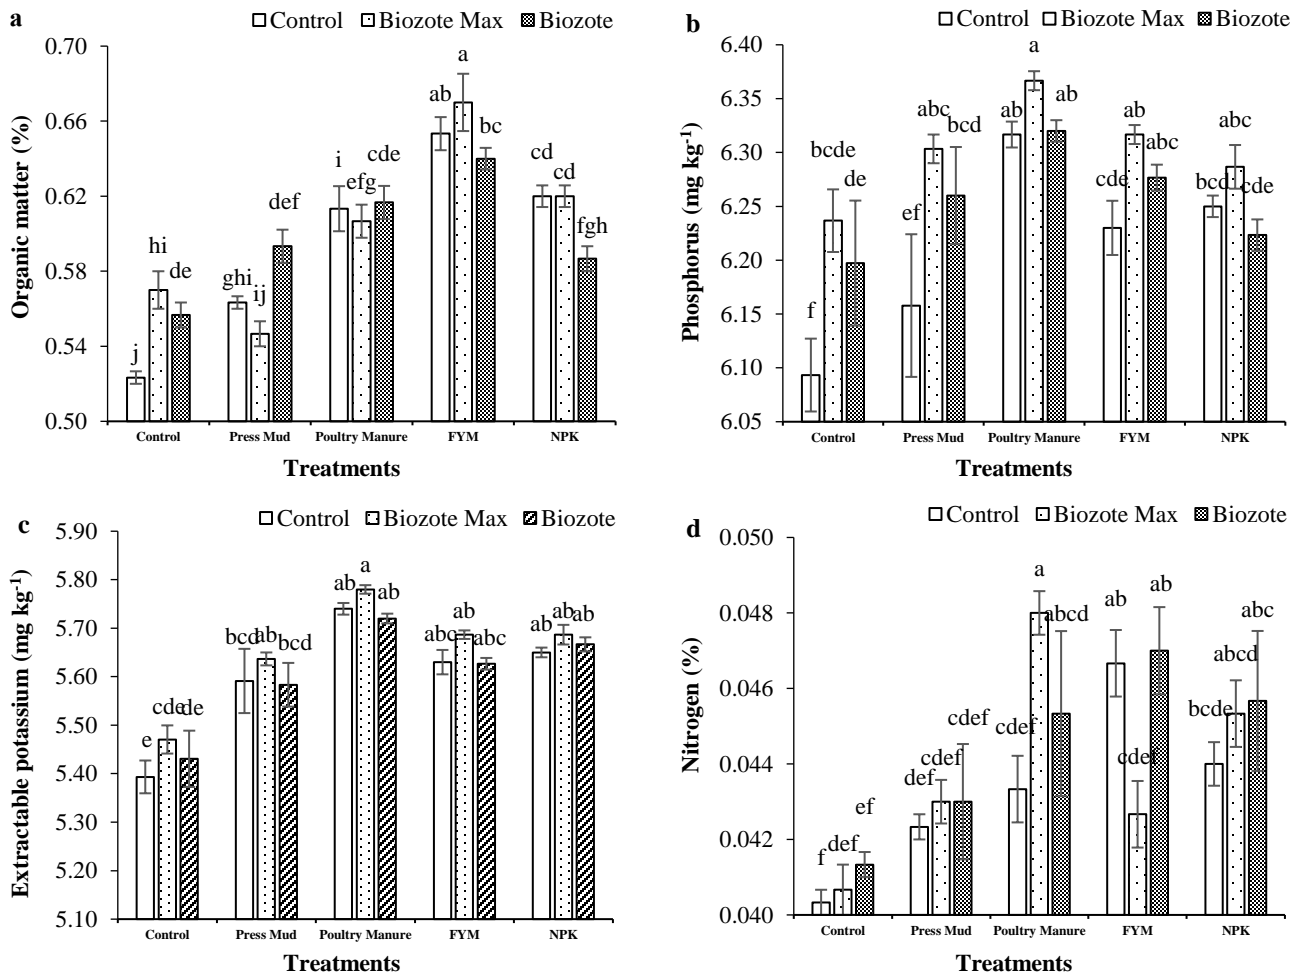 a
Control Biozote Max Biozote
0.70
0.66
0.62
0.58
0.54
0.50
Organic matter (%)
j hi de
ghi ij def
i efg cde
ab a bc
cd cd fgh
Control Press Mud Poultry Manure FYM NPK
Treatments
b
Control Biozote Max Biozote
6.40
6.35
6.30
6.25
6.20
6.15
6.10
6.05
Phosphorus (mg kg-1)
f bcde de
ef abc bcd
ab a ab
cde ab abc
bcd abc cde
Control Press Mud Poultry Manure FYM NPK
Treatments
c
Control Biozote Max Biozote
5.90
5.80
5.70
5.60
5.50
5.40
5.30
5.20
5.10
Extractable potassium (mg kg-1)
e cde de
bcd ab bcd
ab a ab
abc ab abc
ab ab ab
Control Press Mud Poultry Manure FYM NPK
Treatments
d
Control Biozote Max Biozote
0.050
0.048
0.046
0.044
0.042
0.040
Nitrogen (%)
f def ef
def cdef cdef
cdef a abcd
ab cdef ab
bcde abcd abc
Control Press Mud Poultry Manure FYM NPK
Treatments